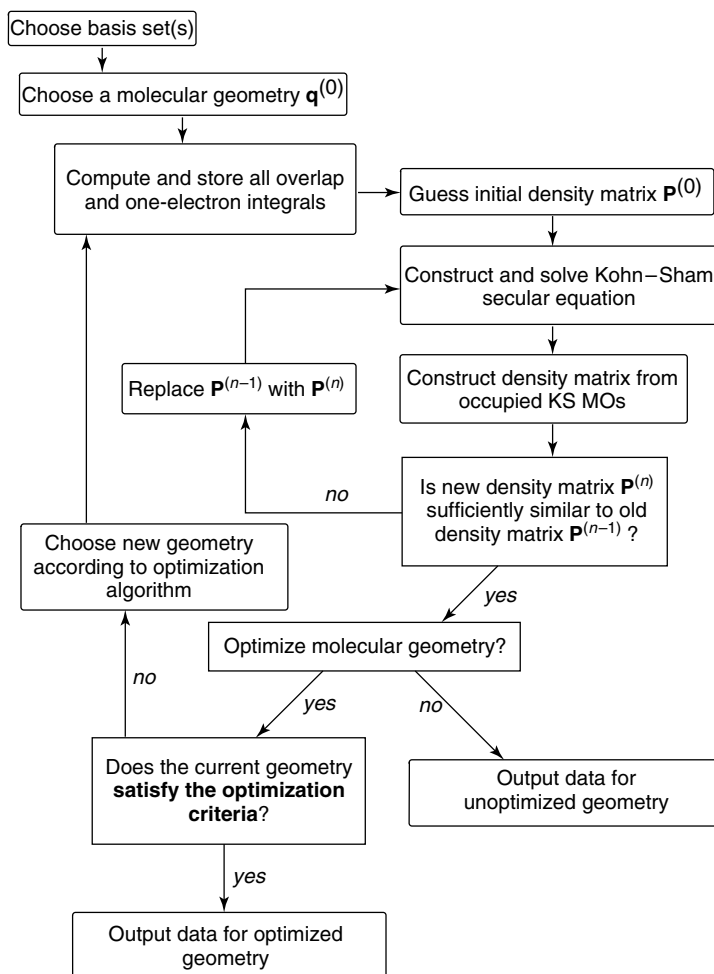 Choose basis set(s)
Choose a molecular geometry q(0)
Compute and store all overlap
and one-electron integrals
Guess initial density matrix P(0)
Construct and solve Kohn–Sham
secular equation
Replace P(n–1) with P(n)
Construct density matrix from
occupied KS MOs
no
Is new density matrix P(n)
sufficiently similar to old
density matrix P(n–1) ?
Choose new geometry
according to optimization
algorithm
yes
Optimize molecular geometry?
no
yes
no
Does the current geometry
satisfy the optimization
criteria?
Output data for
unoptimized geometry
yes
Output data for optimized
geometry